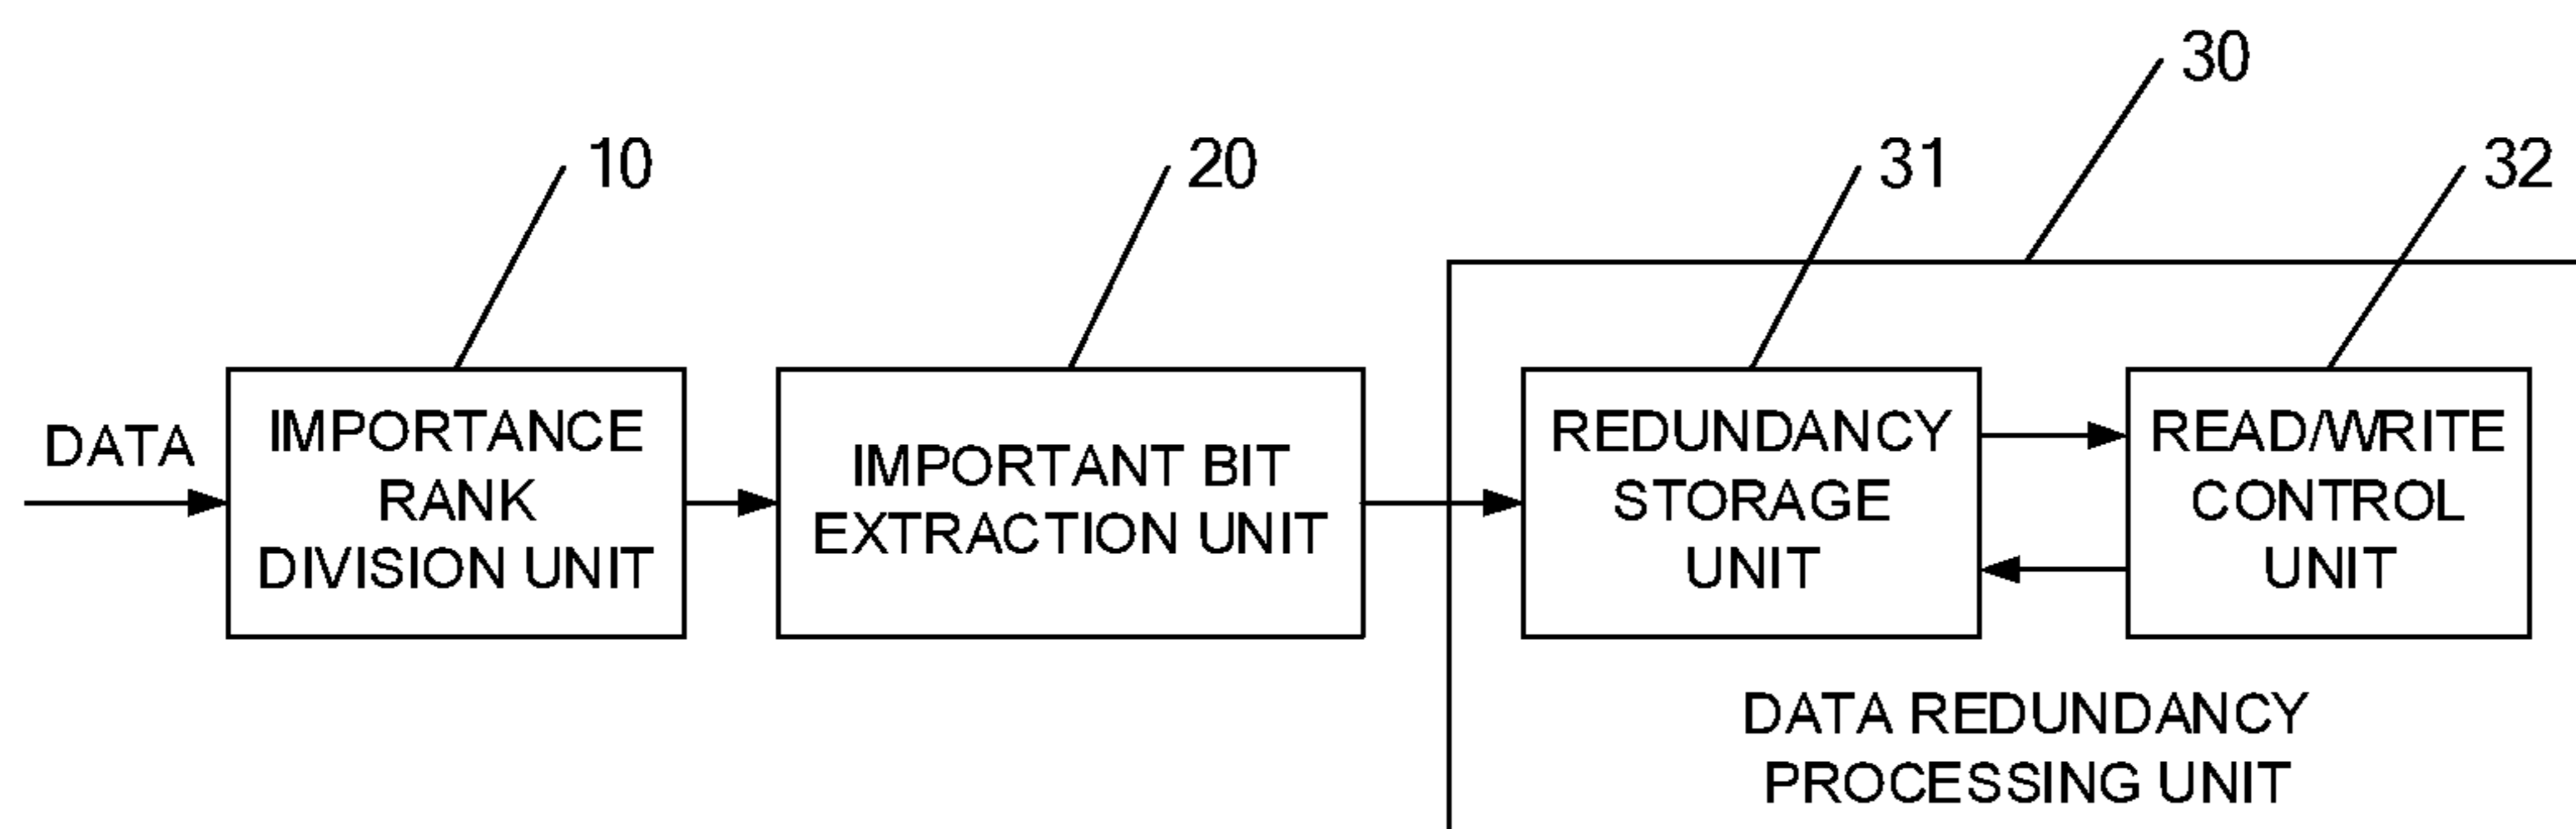 30
10
20
31
32
DATA
IMPORTANCE
RANK
DIVISION UNIT
IMPORTANT BIT
EXTRACTION UNIT
REDUNDANCY
STORAGE
UNIT
READ/WRITE
CONTROL
UNIT
DATA REDUNDANCY
PROCESSING UNIT